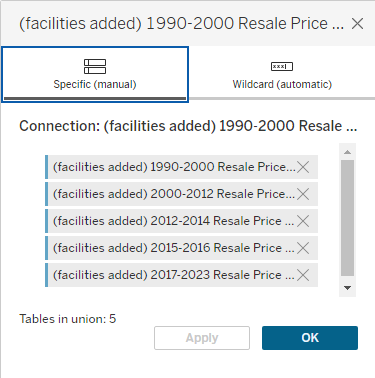 (facilities added) 1990-2000 Resale Price ...
Specific (manual)
Wildcard (automatic)
Connection: (facilities added) 1990-2000 Resale ...
(facilities added) 1990-2000 Resale Price...
(facilities added) 2000-2012 Resale Price...
(facilities added) 2012-2014 Resale Price ...
(facilities added) 2015-2016 Resale Price ...
(facilities added) 2017-2023 Resale Price ...
Tables in union: 5
Apply
OK